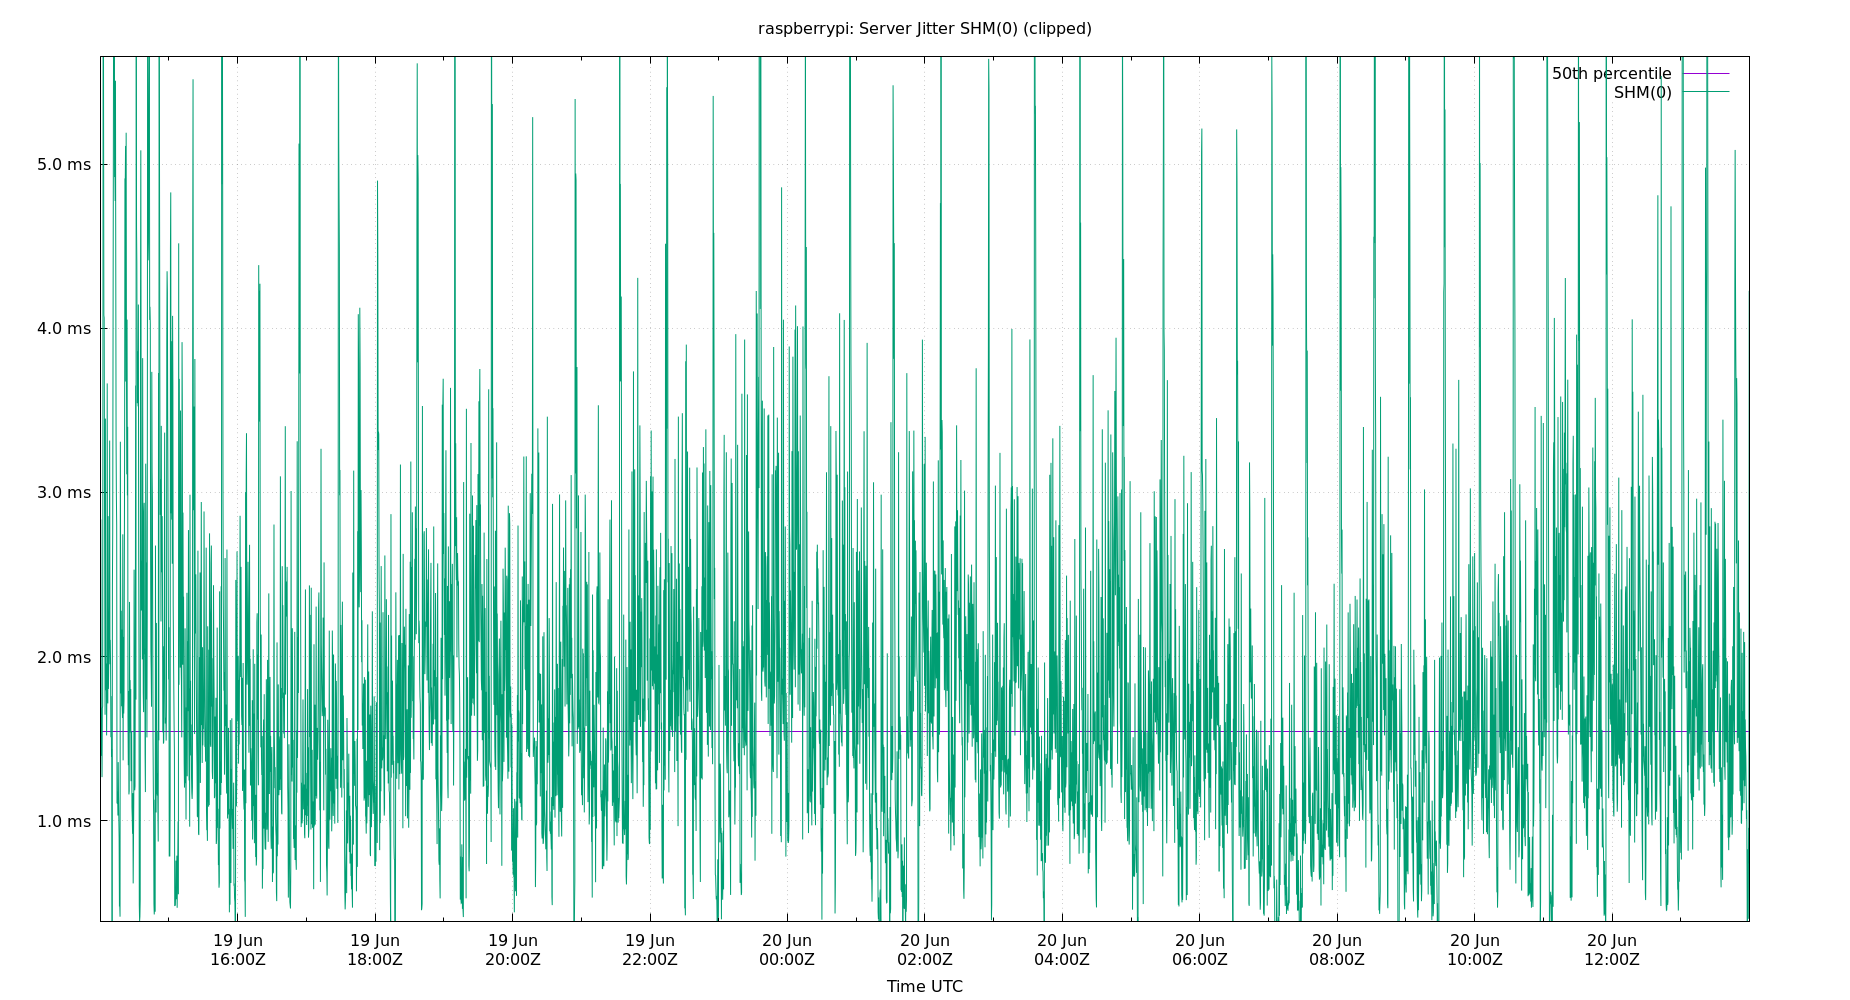 raspberrypi: Server Jitter SHM(0) (clipped)
50th percentile
SHM(0)
5.0 ms
4.0 ms
3.0 ms
2.0 ms
1.0 ms
19 Jun 19 Jun 19 Jun 19 Jun 20 Jun 20 Jun 20 Jun 20 Jun 20 Jun 20 Jun 20 Jun
16:00Z 18:00Z 20:00Z 22:00Z 00:00Z 02:00Z 04:00Z 06:00Z 08:00Z 10:00Z 12:00Z
Time UTC